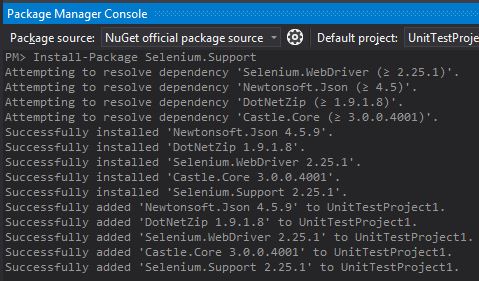 Package Manager Console
Package source: NuGet official package source Default project: UnitTestProje
PM> Install-Package Selenium.Support
Attempting to resolve dependency 'Selenium.WebDriver (≥ 2.25.1)'.
Attempting to resolve dependency 'Newtonsoft.Json (≥ 4.5)'.
Attempting to resolve dependency 'DotNetZip (≥ 1.9.1.8)'.
Attempting to resolve dependency 'Castle.Core (≥ 3.0.0.4001)'.
Successfully installed 'Newtonsoft.Json 4.5.9'.
Successfully installed 'DotNetZip 1.9.1.8'.
Successfully installed 'Selenium.WebDriver 2.25.1'.
Successfully installed 'Castle.Core 3.0.0.4001'.
Successfully installed 'Selenium.Support 2.25.1'.
Successfully added 'Newtonsoft.Json 4.5.9' to UnitTestProject1.
Successfully added 'DotNetZip 1.9.1.8' to UnitTestProject1.
Successfully added 'Selenium.WebDriver 2.25.1' to UnitTestProject1.
Successfully added 'Castle.Core 3.0.0.4001' to UnitTestProject1.
Successfully added 'Selenium.Support 2.25.1' to UnitTestProject1.